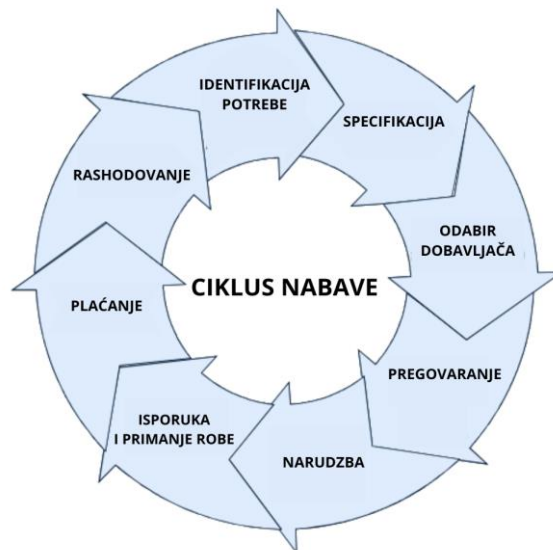 IDENTIFIKACIJA
POTREBE
SPECIFIKACIJA
ODABIR
DOBAVLJAČA
PREGOVARANJE
NARUDZBA
ISPORUKA
I PRIMANJE ROBE
PLAĆANJE
RASHODOVANJE
CIKLUS NABAVE